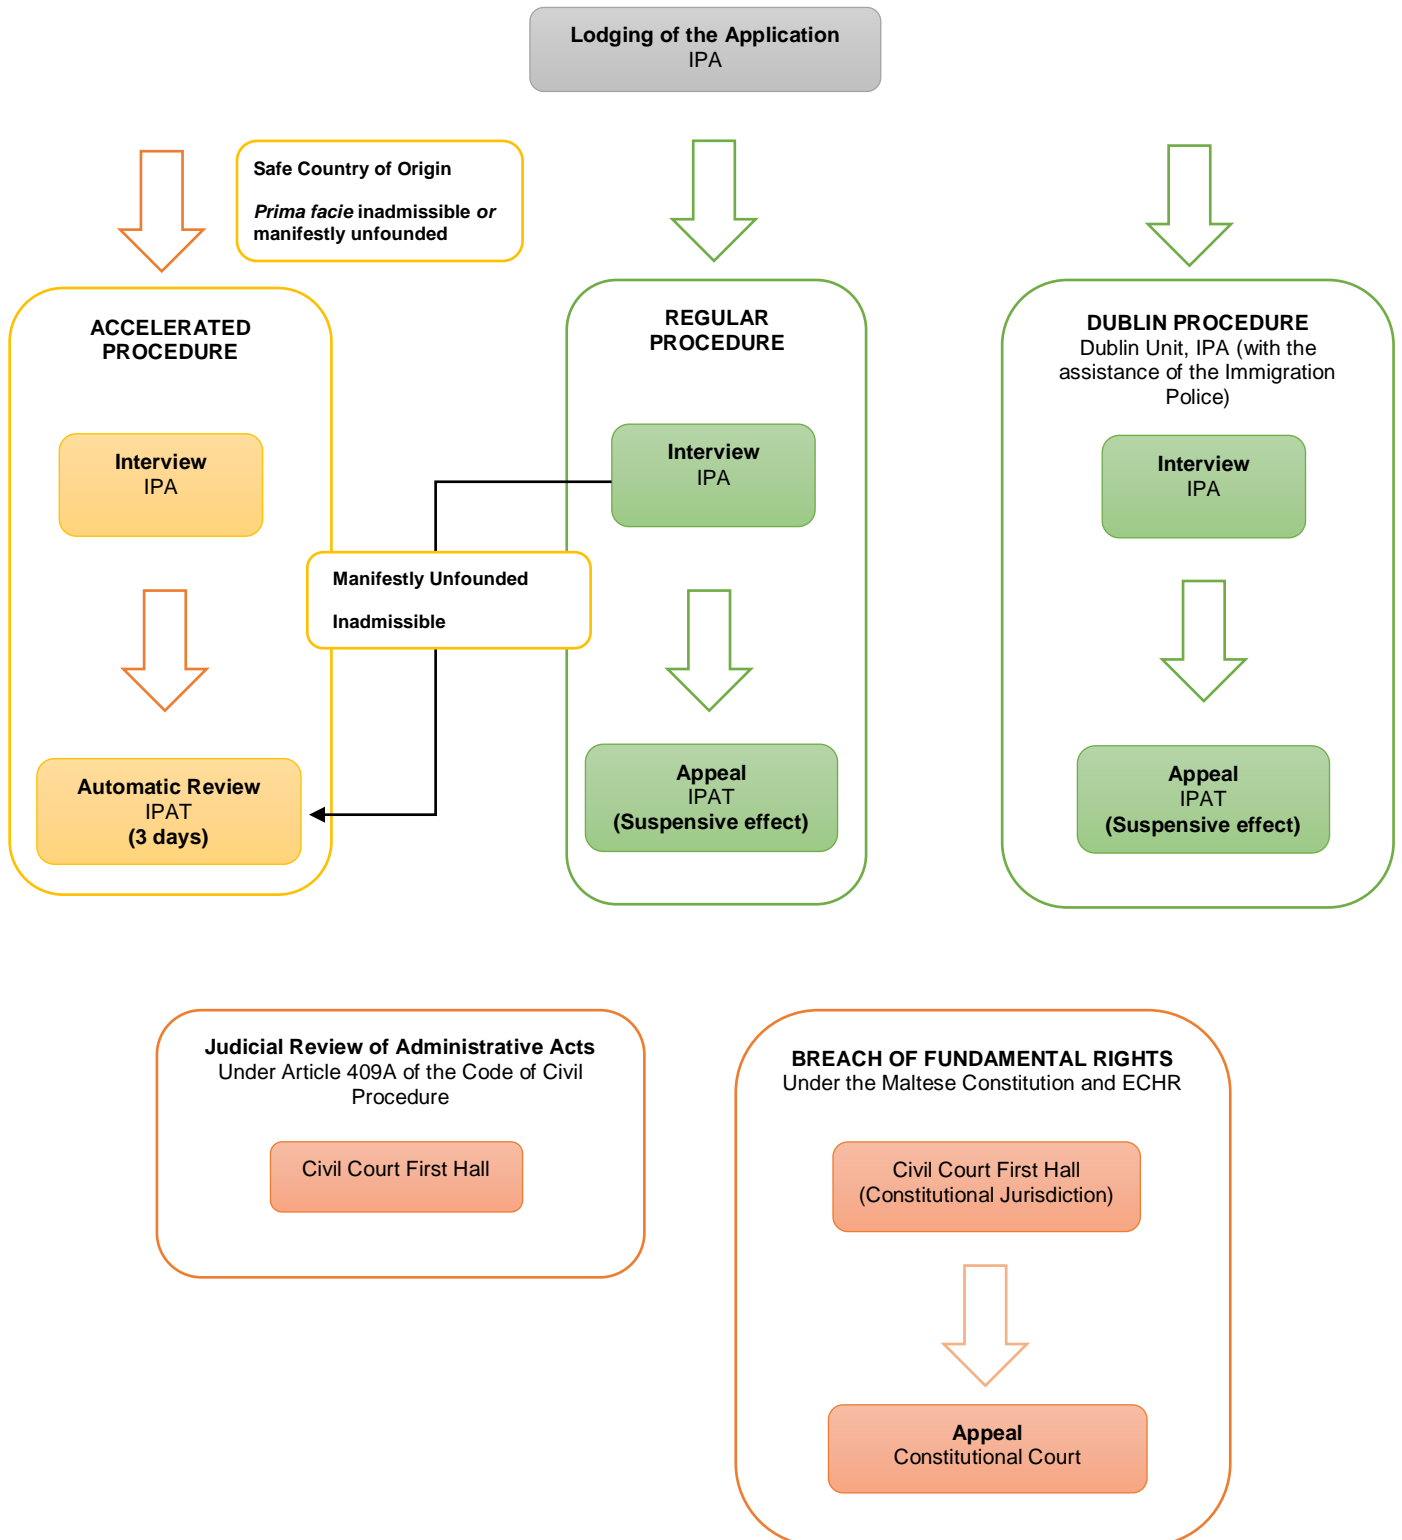 Lodging of the Application
IPA
Safe Country of Origin
Prima facie inadmissible or
manifestly unfounded
ACCELERATED
PROCEDURE
Interview
IPA
Automatic Review
IPAT
(3 days)
Manifestly Unfounded
Inadmissible
REGULAR
PROCEDURE
Interview
IPA
Appeal
IPAT
(Suspensive effect)
DUBLIN PROCEDURE
Dublin Unit, IPA (with the
assistance of the Immigration
Police)
Interview
IPA
Appeal
IPAT
(Suspensive effect)
Judicial Review of Administrative Acts
Under Article 409A of the Code of Civil
Procedure
Civil Court First Hall
BREACH OF FUNDAMENTAL RIGHTS
Under the Maltese Constitution and ECHR
Civil Court First Hall
(Constitutional Jurisdiction)
Appeal
Constitutional Court